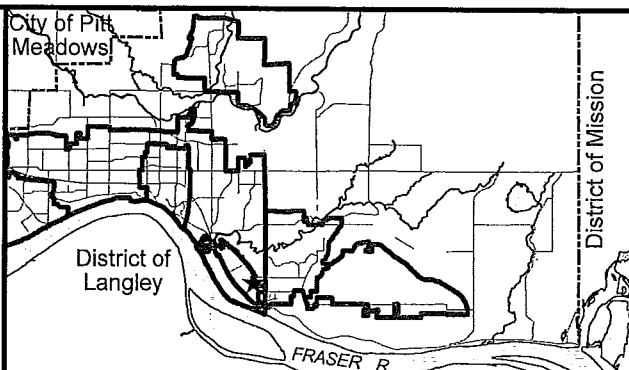 City of Pitt
Meadows
District of Mission
District of
Langley
FRASER R.